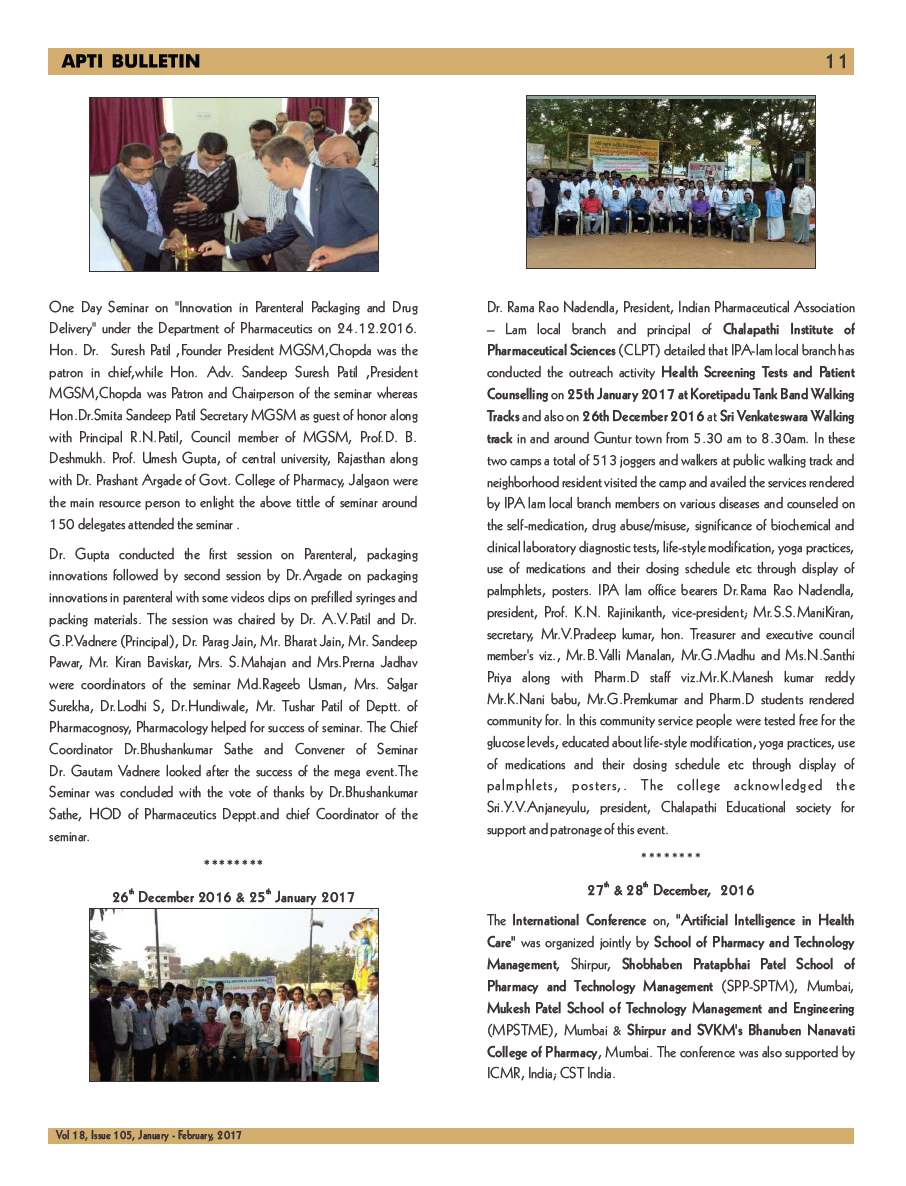 APTI BULLETIN
11
One Day Seminar on "Innovation in Parenteral Packaging and Drug
Delivery" under the Department of Pharmaceutics on 24.12.2016.
Hon. Dr. Suresh Patil ,Founder President MGSM,Chopda was the
patron in chief,while Hon. Adv. Sandeep Suresh Patil ,President
MGSM,Chopda was Patron and Chairperson of the seminar whereas
Hon.Dr.Smita Sandeep Patil Secretary MGSM as guest of honor along
with Principal R.N.Patil, Council member of MGSM, Prof.D. B.
Deshmukh. Prof. Umesh Gupta, of central university, Rajasthan along
with Dr. Prashant Argade of Govt. College of Pharmacy, Jalgaon were
the main resource person to enlight the above tittle of seminar around
150 delegates attended the seminar .
Dr. Gupta conducted the first session on Parenteral, packaging
innovations followed by second session by Dr.Argade on packaging
innovations in parenteral with some videos clips on prefilled syringes and
packing materials. The session was chaired by Dr. A.V.Patil and Dr.
G.P.Vadnere (Principal), Dr. Parag Jain, Mr. Bharat Jain, Mr. Sandeep
Pawar, Mr. Kiran Baviskar, Mrs. S.Mahajan and Mrs.Prerna Jadhav
were coordinators of the seminar Md.Rageeb Usman, Mrs. Salgar
Surekha, Dr.Lodhi S, Dr.Hundiwale, Mr. Tushar Patil of Deptt. of
Pharmacognosy, Pharmacology helped for success of seminar. The Chief
Coordinator Dr.Bhushankumar Sathe and Convener of Seminar
Dr. Gautam Vadnere looked after the success of the mega event.The
Seminar was concluded with the vote of thanks by Dr.Bhushankumar
Sathe, HOD of Pharmaceutics Deppt.and chief Coordinator of the
seminar.
********
26th December 2016 & 25th January 2017
Dr. Rama Rao Nadendla, President, Indian Pharmaceutical Association
– Lam local branch and principal of Chalapathi Institute of
Pharmaceutical Sciences (CLPT) detailed that IPA-lam local branch has
conducted the outreach activity Health Screening Tests and Patient
Counselling on 25th January 2017 at Koretipadu Tank Band Walking
Tracks and also on 26th December 2016 at Sri Venkateswara Walking
track in and around Guntur town from 5.30 am to 8.30am. In these
two camps a total of 513 joggers and walkers at public walking track and
neighborhood resident visited the camp and availed the services rendered
by IPA lam local branch members on various diseases and counseled on
the self-medication, drug abuse/misuse, significance of biochemical and
clinical laboratory diagnostic tests, life-style modification, yoga practices,
use of medications and their dosing schedule etc through display of
palmphlets, posters. IPA lam office bearers Dr.Rama Rao Nadendla,
president, Prof. K.N. Rajinikanth, vice-president; Mr.S.S.ManiKiran,
secretary, Mr.V.Pradeep kumar, hon. Treasurer and executive council
member's viz., Mr.B.Valli Manalan, Mr.G.Madhu and Ms.N.Santhi
Priya along with Pharm.D staff viz.Mr.K.Manesh kumar reddy
Mr.K.Nani babu, Mr.G.Premkumar and Pharm.D students rendered
community for. In this community service people were tested free for the
glucose levels, educated about life-style modification, yoga practices, use
of medications and their dosing schedule etc through display of
palmphlets, posters,. The college acknowledged the
Sri.Y.V.Anjaneyulu, president, Chalapathi Educational society for
support and patronage of this event.
********
27th & 28th December, 2016
The International Conference on, "Artificial Intelligence in Health
Care" was organized jointly by School of Pharmacy and Technology
Management, Shirpur, Shobhaben Pratapbhai Patel School of
Pharmacy and Technology Management (SPP-SPTM), Mumbai,
Mukesh Patel School of Technology Management and Engineering
(MPSTME), Mumbai & Shirpur and SVKM's Bhanuben Nanavati
College of Pharmacy, Mumbai. The conference was also supported by
ICMR, India; CST India.
Vol 18, Issue 105, January - February, 2017